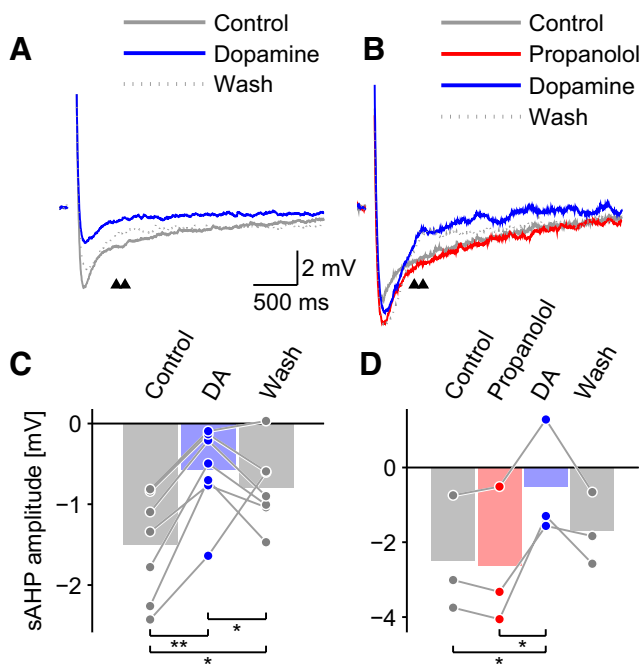 A
Control
Dopamine
Wash
B
Control
Propanolol
Dopamine
Wash
2 mV
500 ms
C
Control
DA
Wash
sAHP amplitude [mV]
0
−1
−2
**
*
*
D
Control
Propanolol
DA
Wash
0
−2
−4
*
*